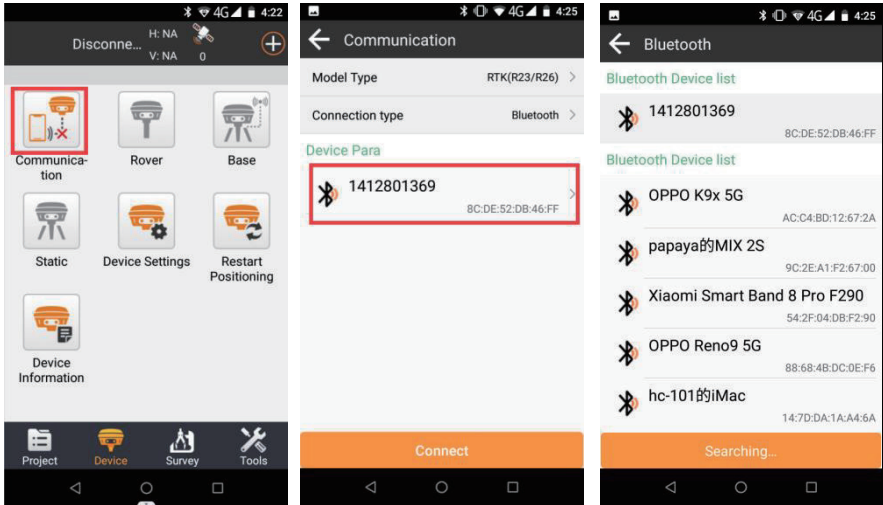 4G 4:22
Disconne... H: NA
V: NA 0
Communica-
tion
Rover
Base
Static
Device Settings
Restart
Positioning
Device
Information
Project
Device
Survey
Tools
4G 4:25
Communication
Model Type RTK(R23/R26)
Connection type Bluetooth
Device Para
1412801369
8C:DE:52:DB:46:FF
Connect
4G 4:25
Bluetooth
Bluetooth Device list
1412801369
8C:DE:52:DB:46:FF
Bluetooth Device list
OPPO K9x 5G
AC:C4:BD:12:67:2A
papaya的MIX 2S
9C:2E:A1:F2:67:00
Xiaomi Smart Band 8 Pro F290
54:2F:04:DB:F2:90
OPPO Reno9 5G
88:68:4B:DC:0E:F6
hc-101的iMac
14:7D:DA:1A:A4:6A
Searching...